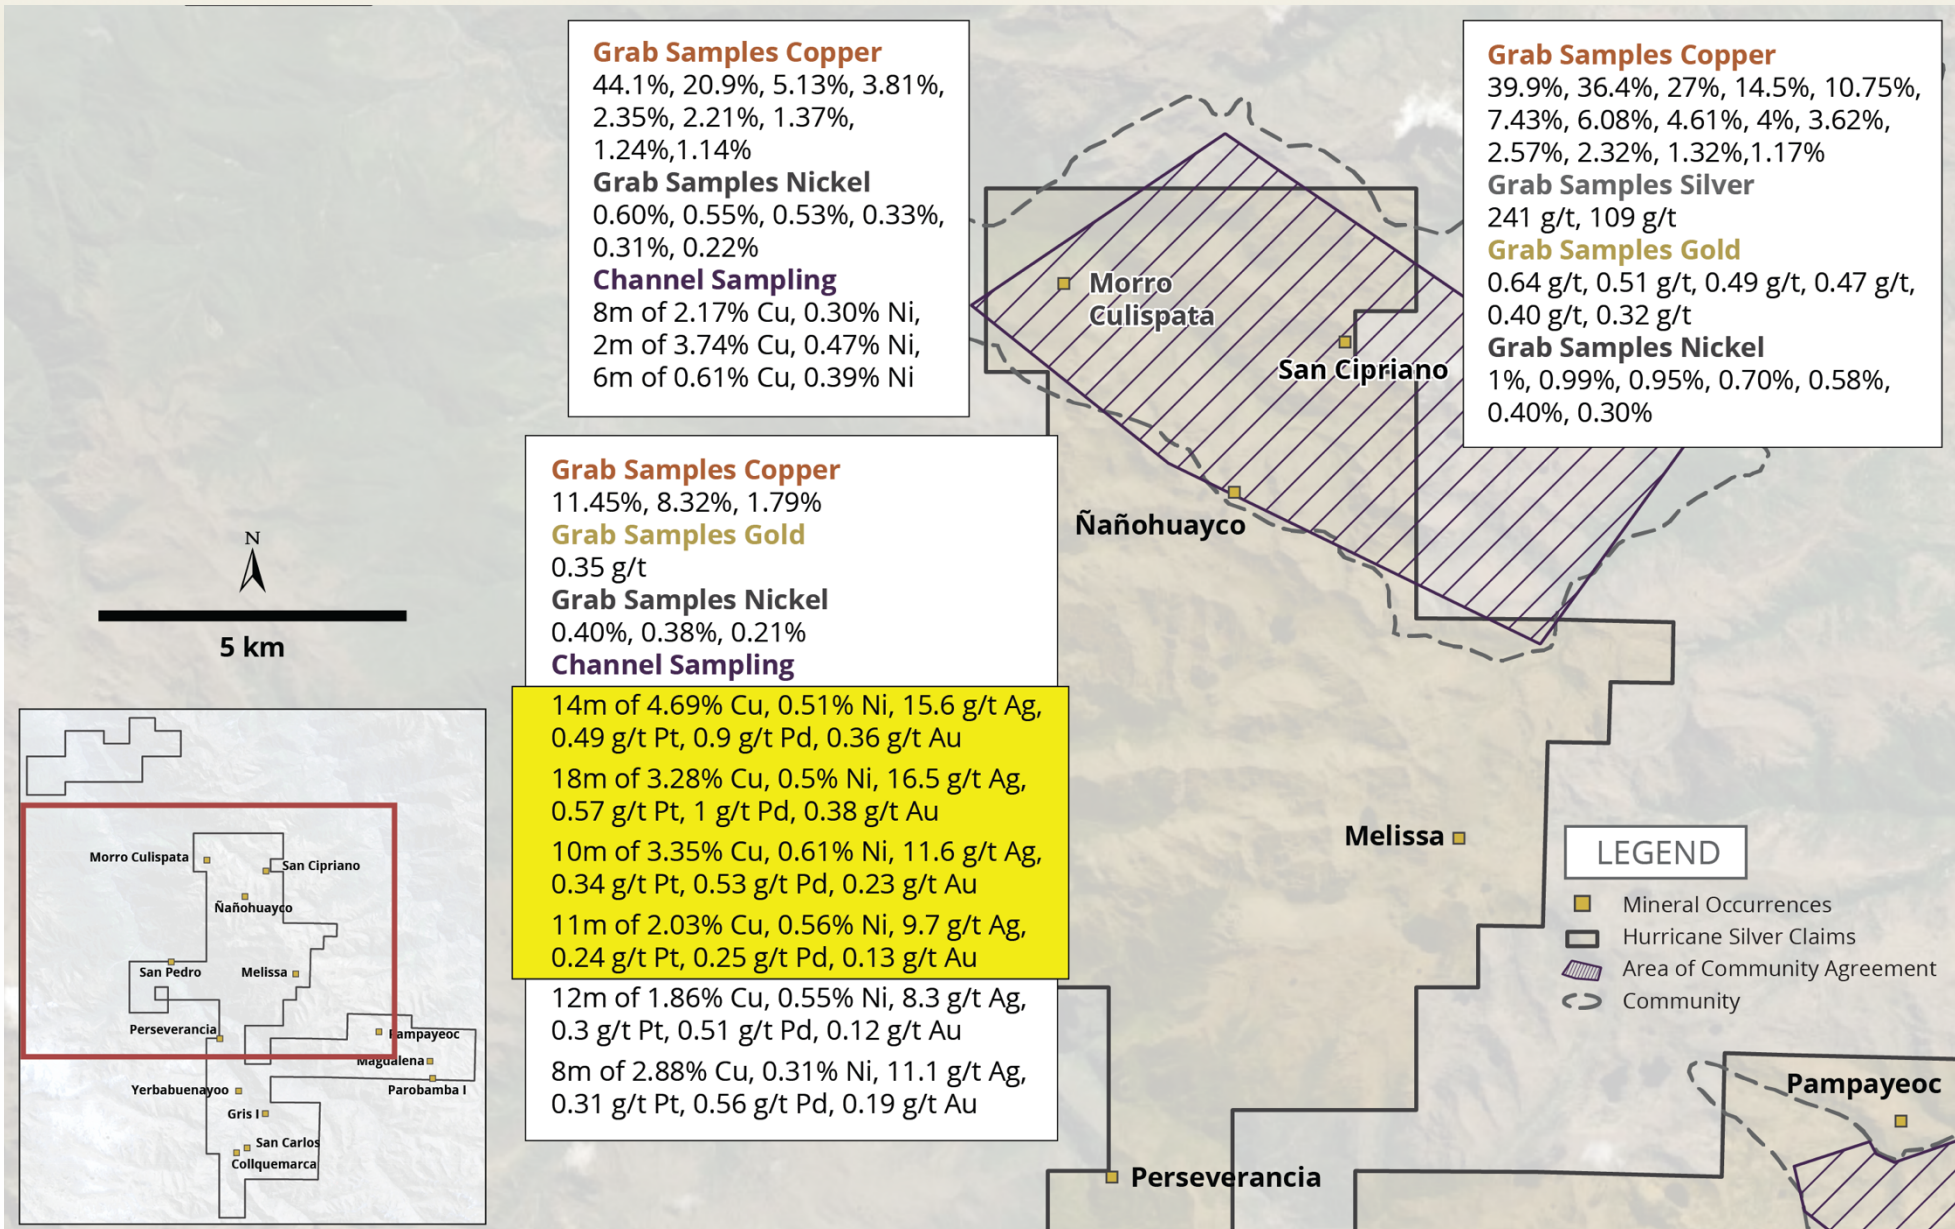 Grab Samples Copper
44.1%, 20.9%, 5.13%, 3.81%,
2.35%, 2.21%, 1.37%,
1.24%,1.14%
Grab Samples Nickel
0.60%, 0.55%, 0.53%, 0.33%,
0.31%, 0.22%
Channel Sampling
8m of 2.17% Cu, 0.30% Ni,
2m of 3.74% Cu, 0.47% Ni,
6m of 0.61% Cu, 0.39% Ni
Grab Samples Copper
39.9%, 36.4%, 27%, 14.5%, 10.75%,
7.43%, 6.08%, 4.61%, 4%, 3.62%,
2.57%, 2.32%, 1.32%,1.17%
Grab Samples Silver
241 g/t, 109 g/t
Grab Samples Gold
0.64 g/t, 0.51 g/t, 0.49 g/t, 0.47 g/t,
0.40 g/t, 0.32 g/t
Grab Samples Nickel
1%, 0.99%, 0.95%, 0.70%, 0.58%,
0.40%, 0.30%
Morro
Culispata
San Cipriano
Ñañohuayco
Grab Samples Copper
11.45%, 8.32%, 1.79%
Grab Samples Gold
0.35 g/t
Grab Samples Nickel
0.40%, 0.38%, 0.21%
Channel Sampling
14m of 4.69% Cu, 0.51% Ni, 15.6 g/t Ag,
0.49 g/t Pt, 0.9 g/t Pd, 0.36 g/t Au
18m of 3.28% Cu, 0.5% Ni, 16.5 g/t Ag,
0.57 g/t Pt, 1 g/t Pd, 0.38 g/t Au
10m of 3.35% Cu, 0.61% Ni, 11.6 g/t Ag,
0.34 g/t Pt, 0.53 g/t Pd, 0.23 g/t Au
11m of 2.03% Cu, 0.56% Ni, 9.7 g/t Ag,
0.24 g/t Pt, 0.25 g/t Pd, 0.13 g/t Au
12m of 1.86% Cu, 0.55% Ni, 8.3 g/t Ag,
0.3 g/t Pt, 0.51 g/t Pd, 0.12 g/t Au
8m of 2.88% Cu, 0.31% Ni, 11.1 g/t Ag,
0.31 g/t Pt, 0.56 g/t Pd, 0.19 g/t Au
N
5 km
Morro Culispata
San Cipriano
Ñañohuayco
San Pedro
Melissa
Perseverancia
Pampayeoc
Magdalena
Parobamba I
Yerbabuenayoo
Gris I
San Carlos
Collquemarca
Melissa
LEGEND
Mineral Occurrences
Hurricane Silver Claims
Area of Community Agreement
Community
Pampayeoc
Perseverancia